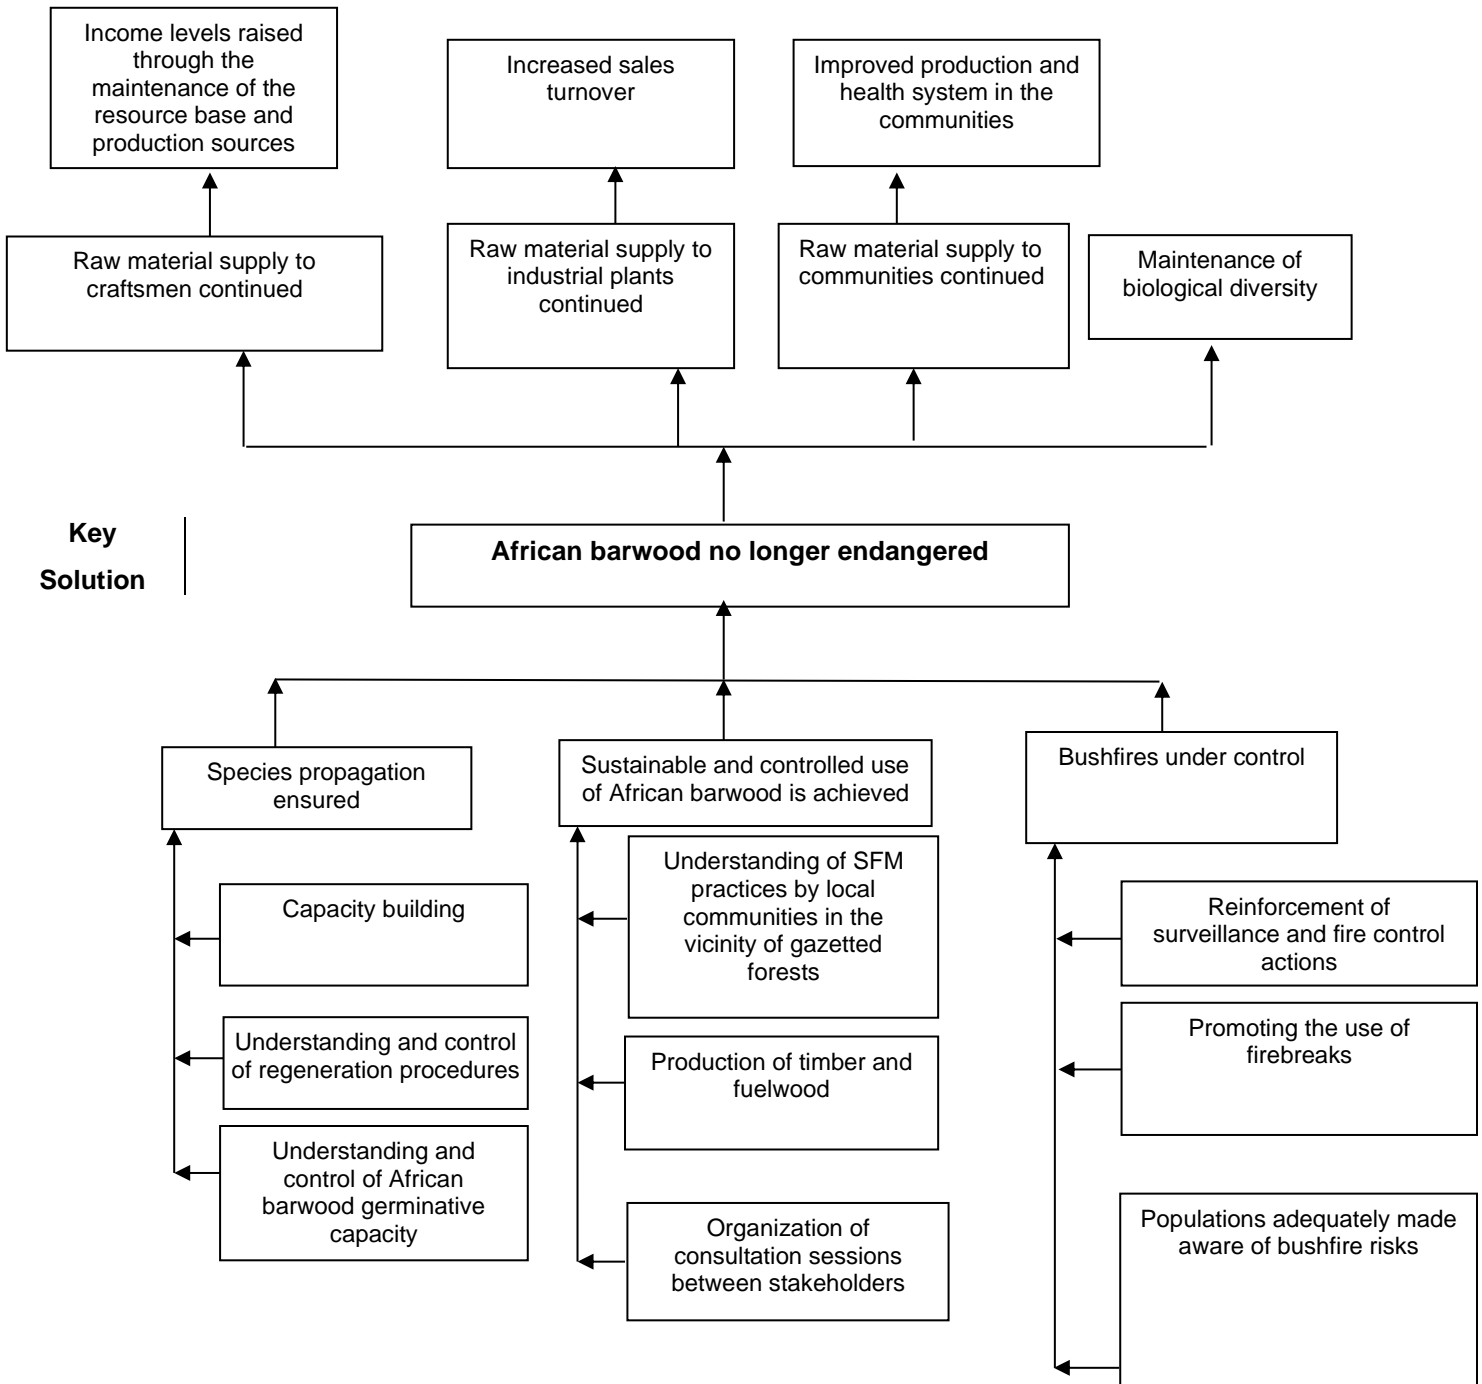 Income levels raised
through the
maintenance of the
resource base and
production sources
Increased sales
turnover
Improved production and
health system in the
communities
Raw material supply to
craftsmen continued
Raw material supply to
industrial plants
continued
Raw material supply to
communities continued
Maintenance of
biological diversity
Key
Solution
African barwood no longer endangered
Species propagation
ensured
Sustainable and controlled use
of African barwood is achieved
Bushfires under control
Capacity building
Understanding and control
of regeneration procedures
Understanding and
control of African
barwood germinative
capacity
Understanding of SFM
practices by local
communities in the
vicinity of gazetted
forests
Production of timber and
fuelwood
Organization of
consultation sessions
between stakeholders
Reinforcement of
surveillance and fire control
actions
Promoting the use of
firebreaks
Populations adequately made
aware of bushfire risks